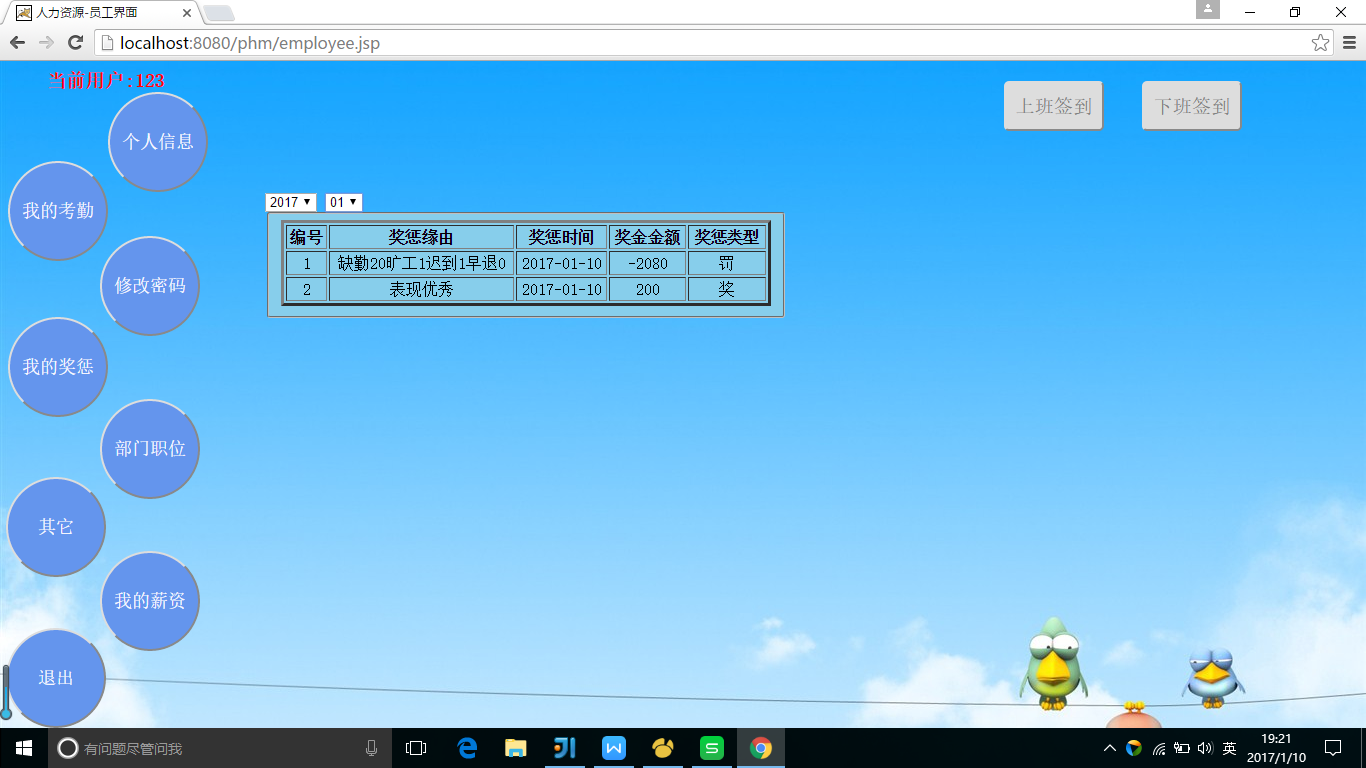 人力资源-员工界面
localhost:8080/phm/employee.jsp
当前用户:123
上班签到 下班签到
个人信息
我的考勤
修改密码
我的奖惩
部门职位
其它
我的薪资
退出
2017 01
编号 奖惩缘由 奖惩时间 奖金金额 奖惩类型
1 缺勤20旷工1迟到1早退0 2017-01-10 -2080 罚
2 表现优秀 2017-01-10 200 奖
有问题尽管问我
英
19:21
2017/1/10